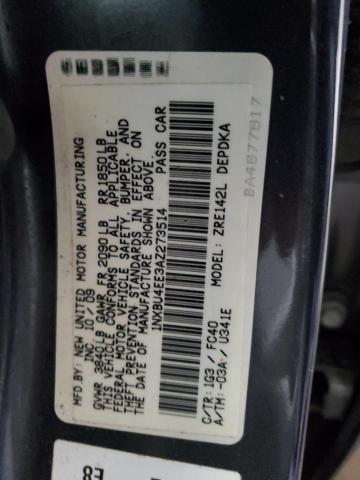 MFD BY: NEW UNITED MOTOR MANUFACTURING
INC 10/09
GVWR 3840LB GAWR FR 2090 LB RR 1850 LB
THIS VEHICLE CONFORMS TO ALL APPLICABLE
FEDERAL MOTOR VEHICLE SAFETY, BUMPER, AND
THEFT PREVENTION STANDARDS IN EFFECT ON
THE DATE OF MANUFACTURE SHOWN ABOVE.
1NXBU4EE3AZ273514 PASS CAR
C/TR: 1G3 / FC40 MODEL: ZRE142L DEPDKA
A/TM: -03A / U341E
BA4B77B17